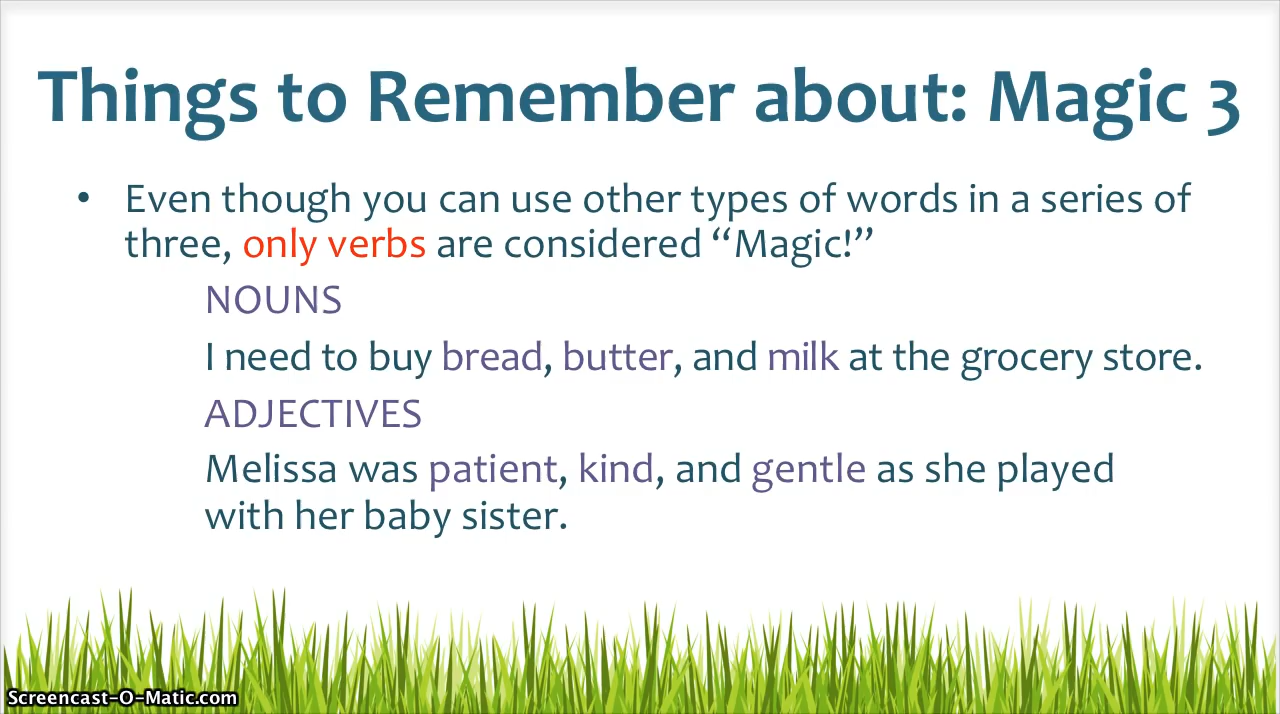 Things to Remember about: Magic 3
• Even though you can use other types of words in a series of
three, only verbs are considered “Magic!”
NOUNS
I need to buy bread, butter, and milk at the grocery store.
ADJECTIVES
Melissa was patient, kind, and gentle as she played
with her baby sister.
Screencast-O-Matic.com